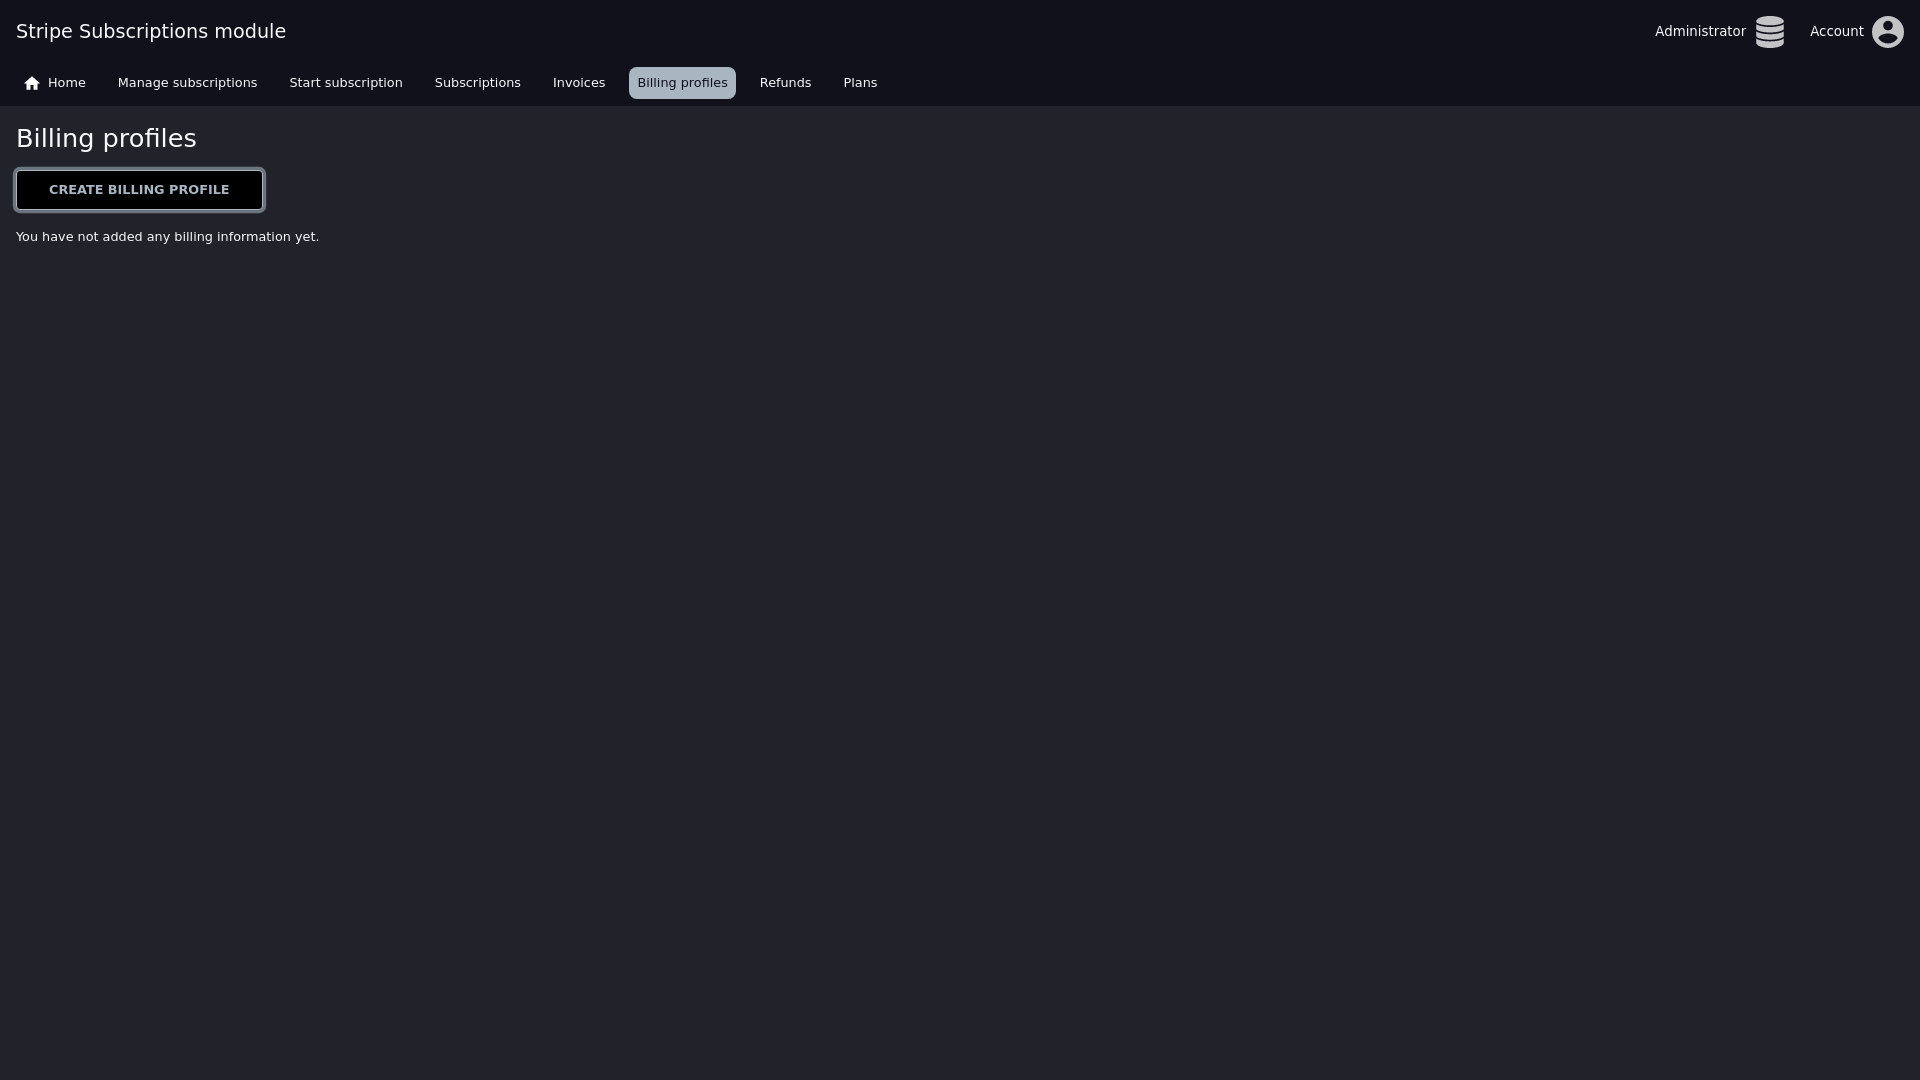 Stripe Subscriptions module
Administrator
Account
Home
Manage subscriptions
Start subscription
Subscriptions
Invoices
Billing profiles
Refunds
Plans
Billing profiles
CREATE BILLING PROFILE
You have not added any billing information yet.